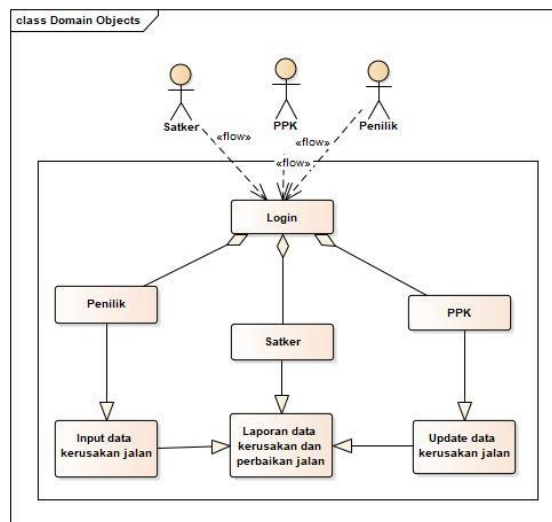 class Domain Objects
Satker
PPK
Penilik
«flow»
«flow»
«flow»
Login
Penilik
Satker
PPK
Input data
kerusakan jalan
Laporan data
kerusakan dan
perbaikan jalan
Update data
kerusakan jalan